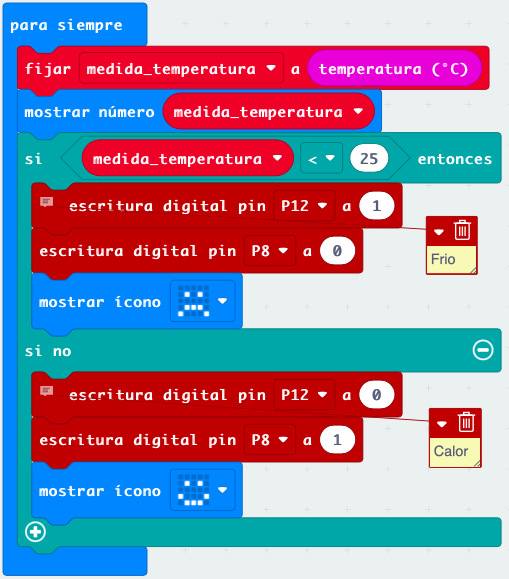 para siempre
fijar medida_temperatura a temperatura (°C)
mostrar número medida_temperatura
si medida_temperatura < 25 entonces
escritura digital pin P12 a 1
escritura digital pin P8 a 0
Frio
mostrar ícono
si no
escritura digital pin P12 a 0
escritura digital pin P8 a 1
Calor
mostrar ícono